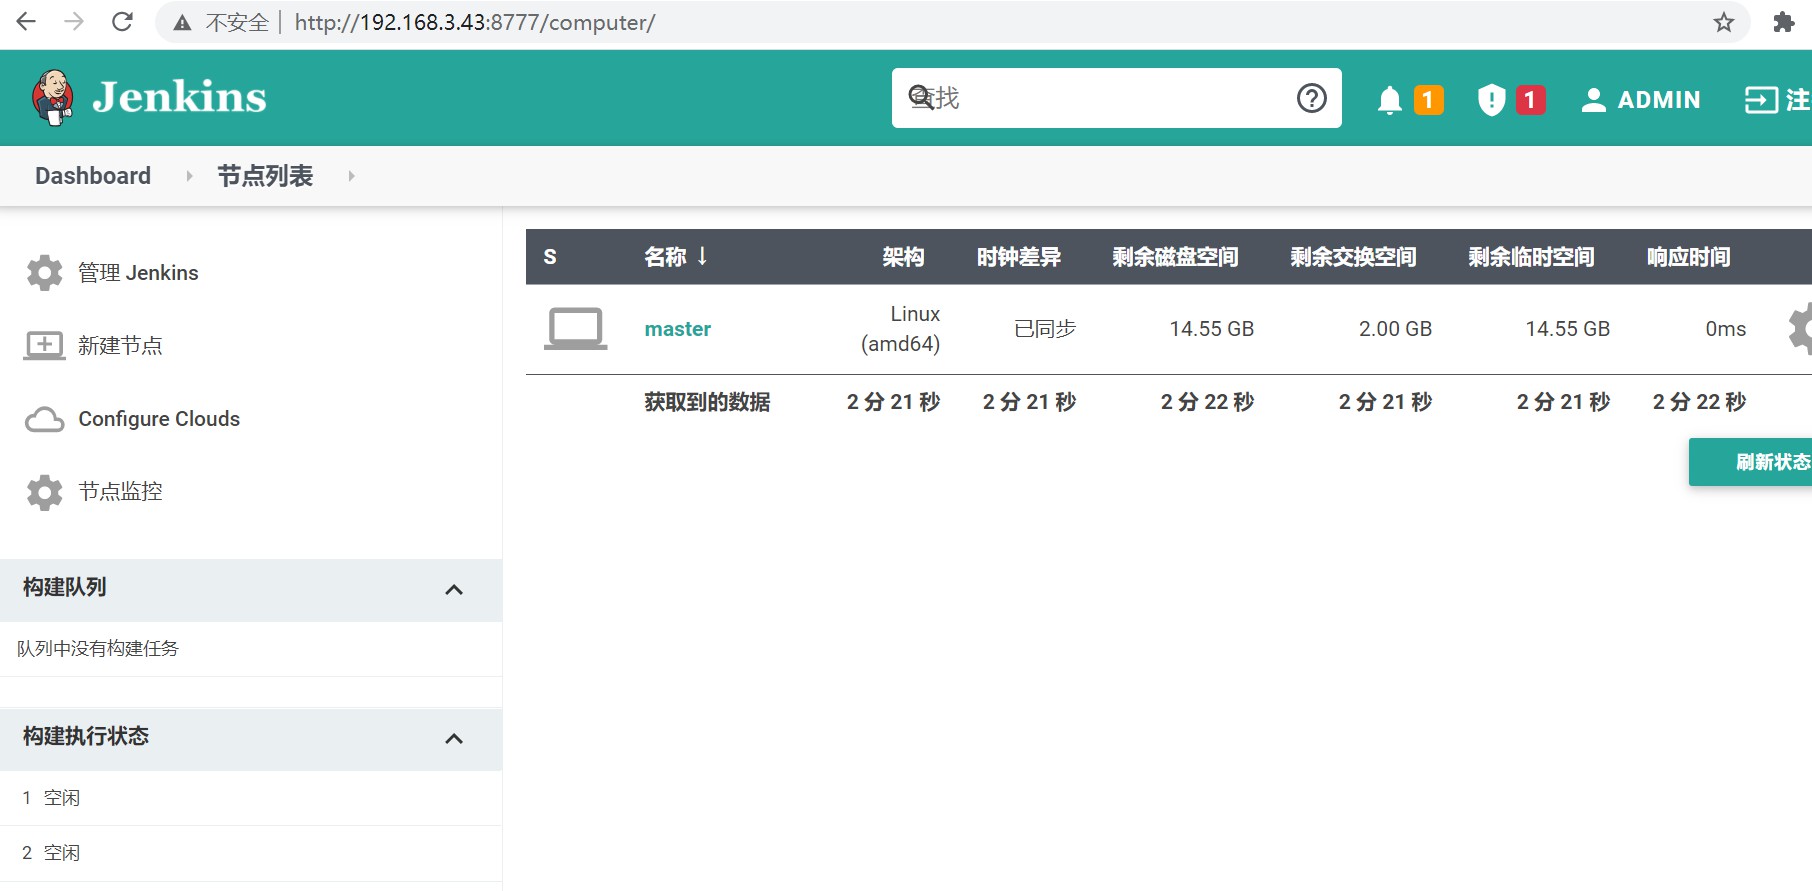 不安全 http://192.168.3.43:8777/computer/
Jenkins
查找
1
1
ADMIN
注
Dashboard
节点列表
管理 Jenkins
新建节点
Configure Clouds
节点监控
构建队列
队列中没有构建任务
构建执行状态
1 空闲
2 空闲
S 名称 ↓ 架构 时钟差异 剩余磁盘空间 剩余交换空间 剩余临时空间 响应时间
master Linux (amd64) 已同步 14.55 GB 2.00 GB 14.55 GB 0ms
获取到的数据 2 分 21 秒 2 分 21 秒 2 分 22 秒 2 分 21 秒 2 分 21 秒 2 分 22 秒
刷新状态